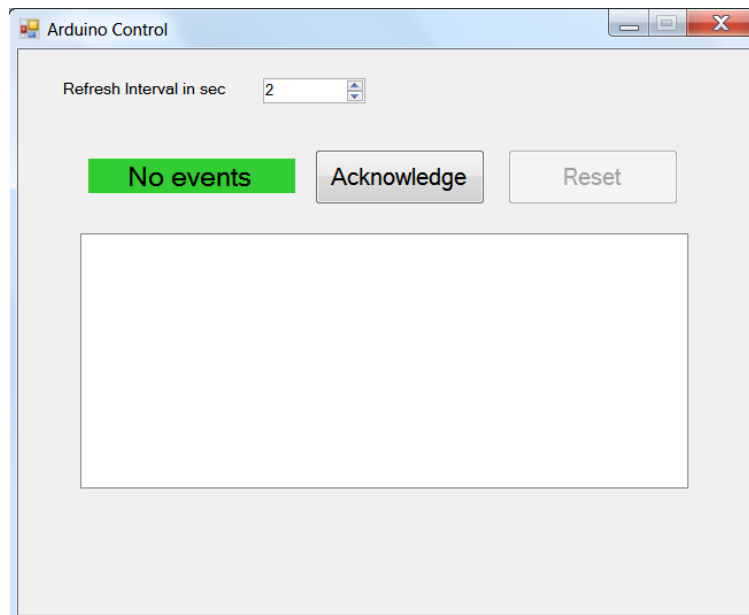 Arduino Control
Refresh Interval in sec 2
No events Acknowledge Reset